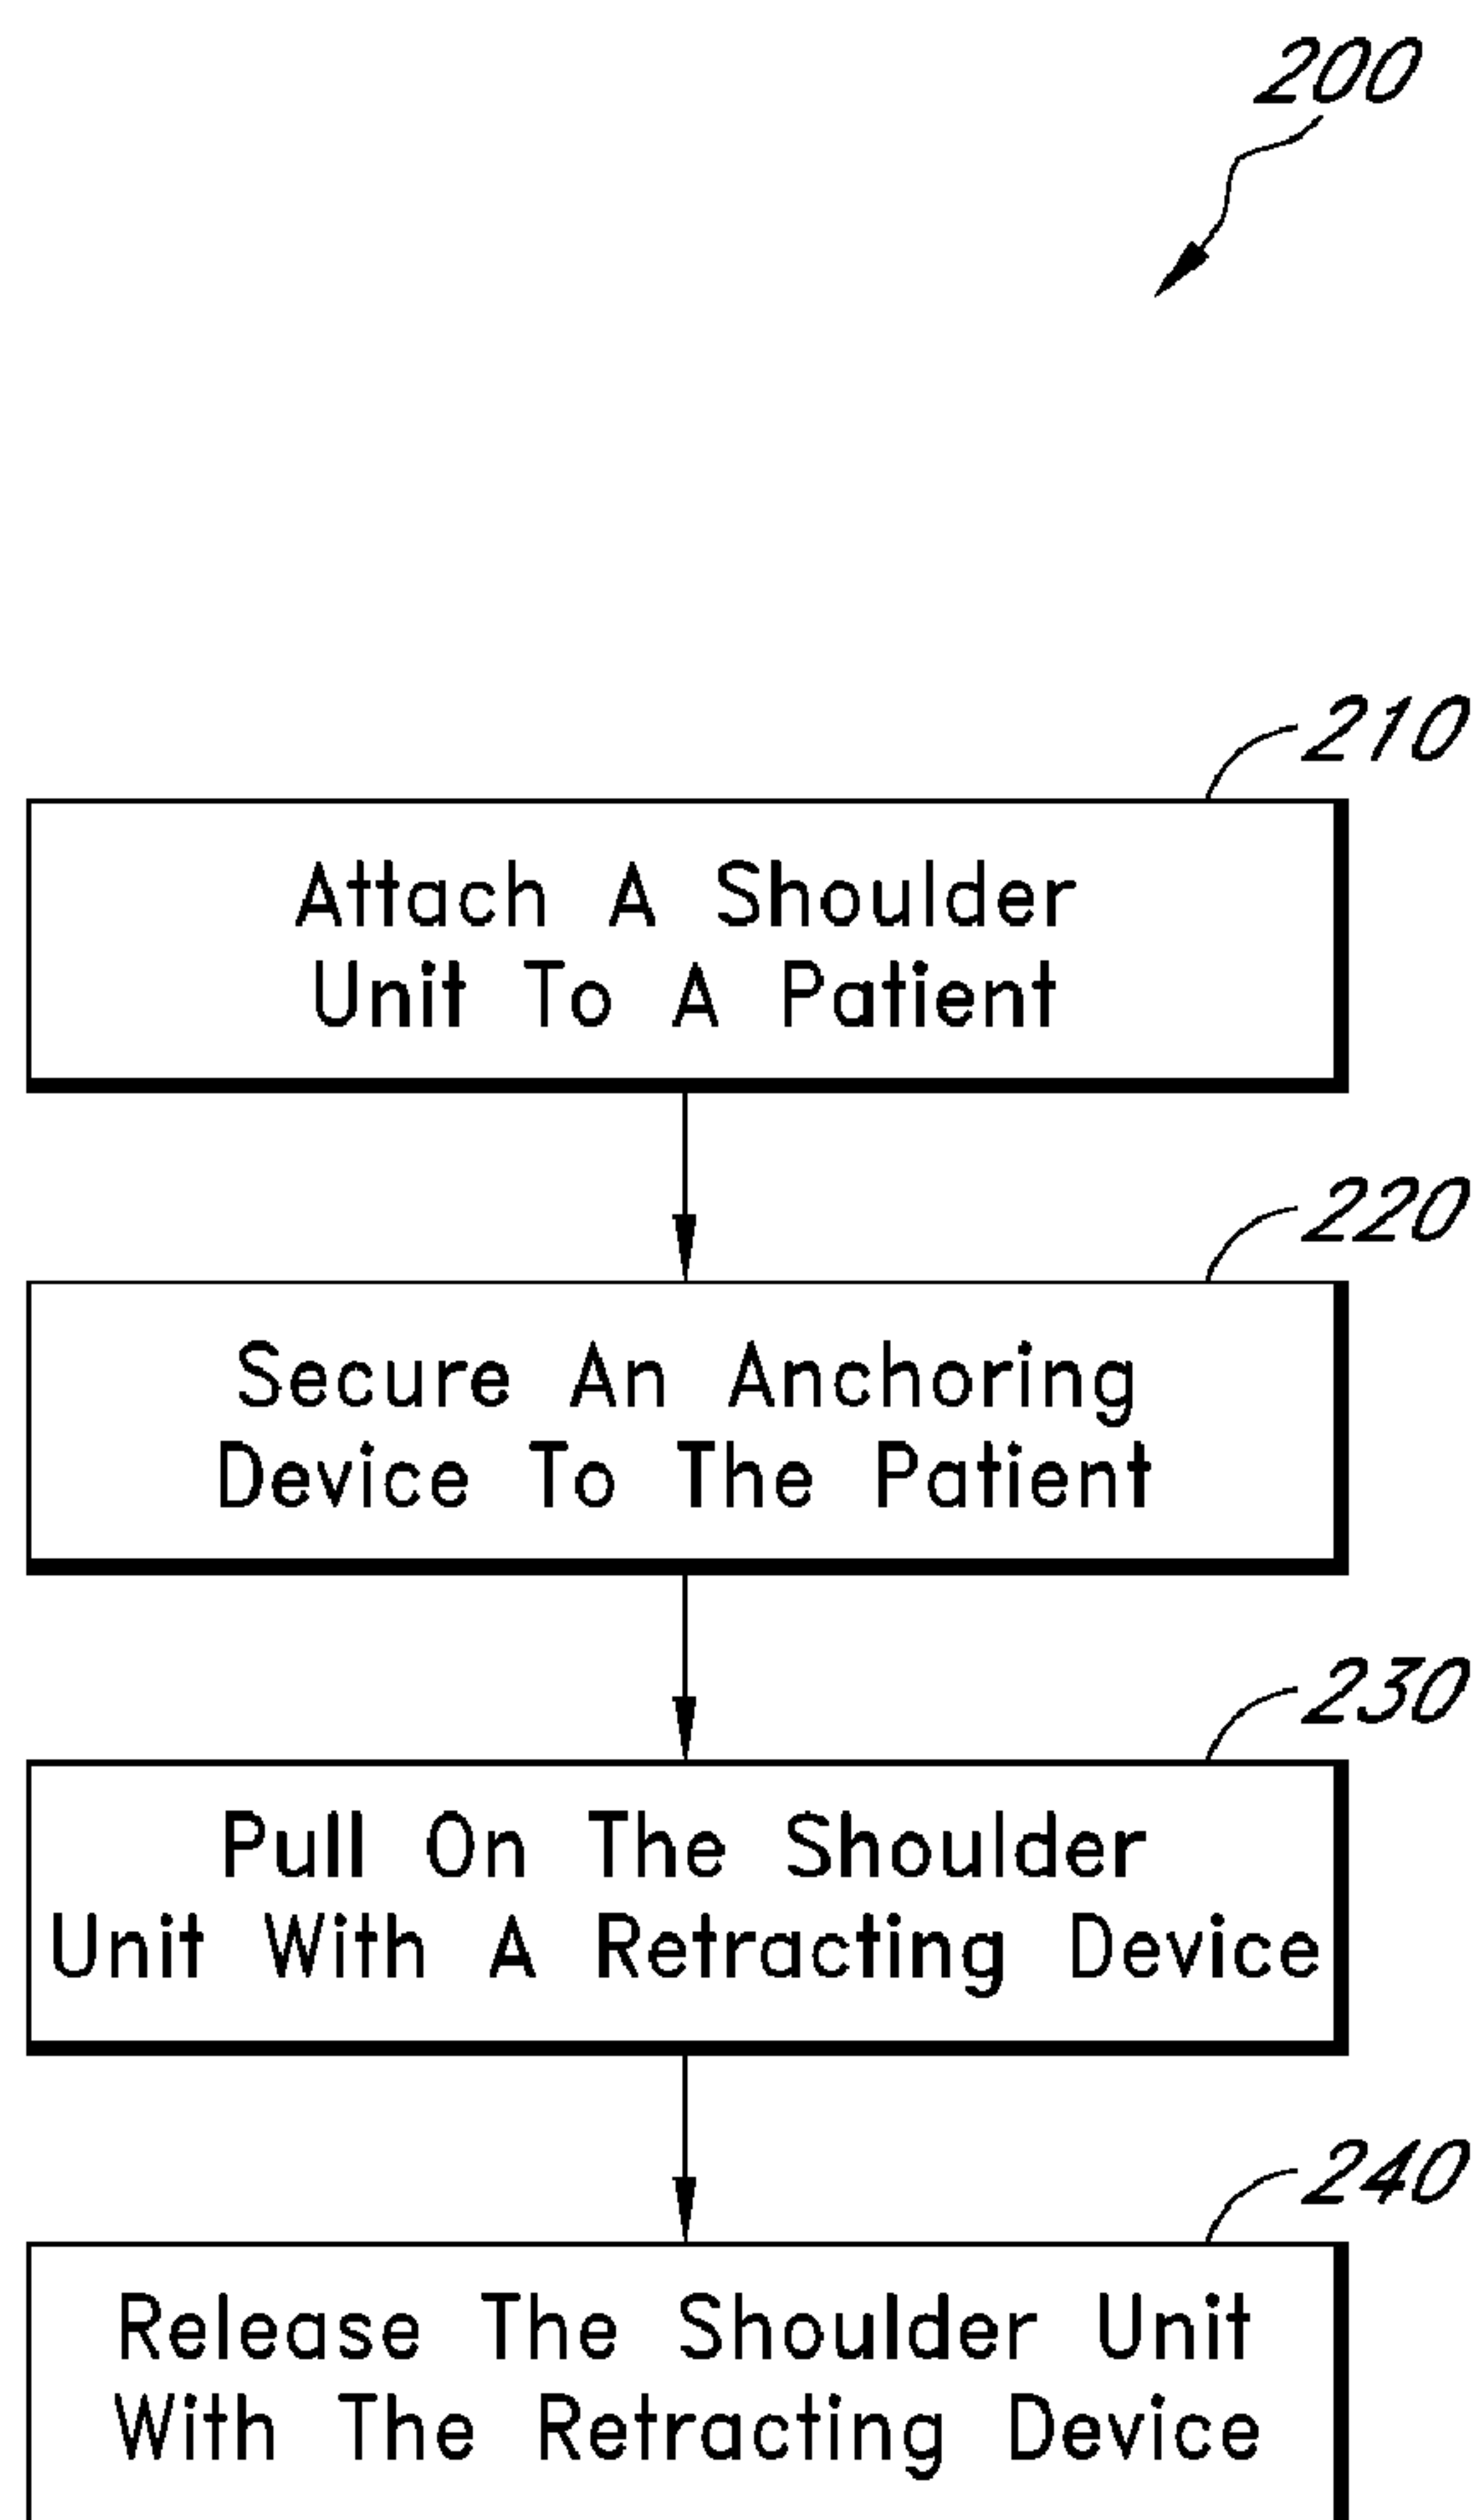 200
210
Attach A Shoulder
Unit To A Patient
220
Secure An Anchoring
Device To The Patient
230
Pull On The Shoulder
Unit With A Retracting Device
240
Release The Shoulder Unit
With The Retracting Device